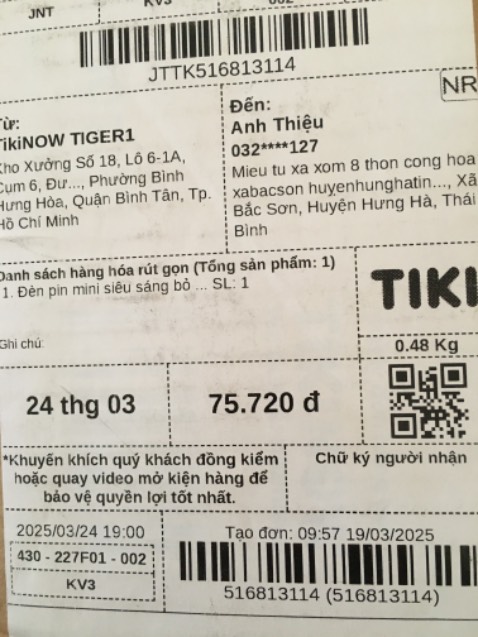 JNT
KV3
JTTK516813114
NR
Từ:
TikiNOW TIGER1
Kho Xưởng Số 18, Lô 6-1A,
Cụm 6, Đư..., Phường Bình
Hưng Hòa, Quận Bình Tân, Tp.
Hồ Chí Minh
Đến:
Anh Thiệu
032****127
Mieu tu xa xom 8 thon cong hoa
xabacson huyẹnhunghatin..., Xã
Bắc Sơn, Huyện Hưng Hà, Thái
Bình
Danh sách hàng hóa rút gọn (Tổng sản phẩm: 1)
1. Đèn pin mini siêu sáng bỏ ... SL: 1
TIKI
Ghi chú:
0.48 Kg
24 thg 03
75.720 đ
*Khuyến khích quý khách đồng kiểm
hoặc quay video mở kiện hàng để
bảo vệ quyền lợi tốt nhất.
Chữ ký người nhận
2025/03/24 19:00
430 - 227F01 - 002
KV3
Tạo đơn: 09:57 19/03/2025
516813114 (516813114)